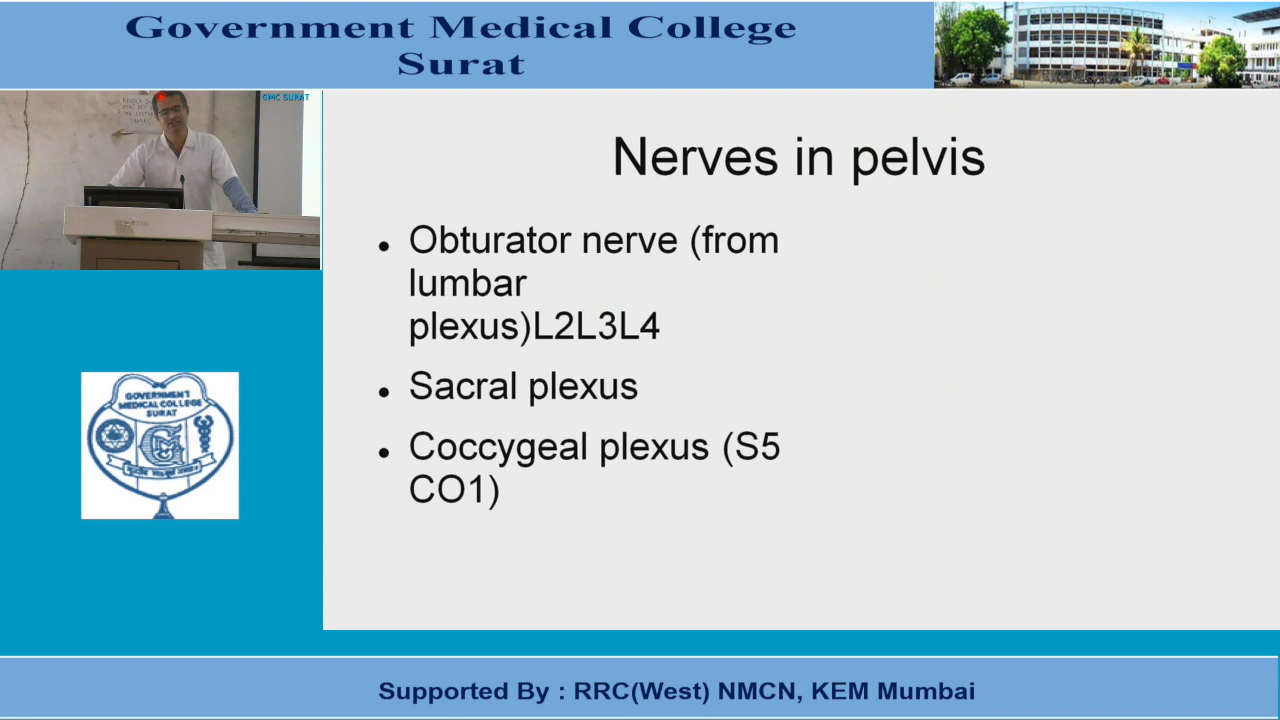 Government Medical College
Surat
GMC SURAT
Nerves in pelvis
• Obturator nerve (from
lumbar
plexus)L2L3L4
• Sacral plexus
• Coccygeal plexus (S5
CO1)
GOVERNMENT
MEDICAL COLLEGE
SURAT
Supported By : RRC(West) NMCN, KEM Mumbai